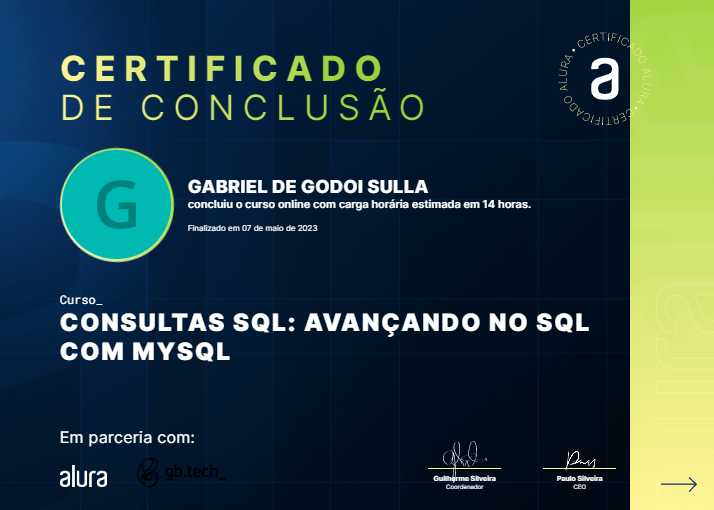 CERTIFICADO
DE CONCLUSÃO
CERTIFICADO ALURA • CERTIFICADO ALURA •
a
G
GABRIEL DE GODOI SULLA
concluiu o curso online com carga horária estimada em 14 horas.
Finalizado em 07 de maio de 2023
Curso_
CONSULTAS SQL: AVANÇANDO NO SQL
COM MYSQL
Em parceria com:
alura
gb.tech_
Guilherme Silveira
Coordenador
Paulo Silveira
CEO
alura